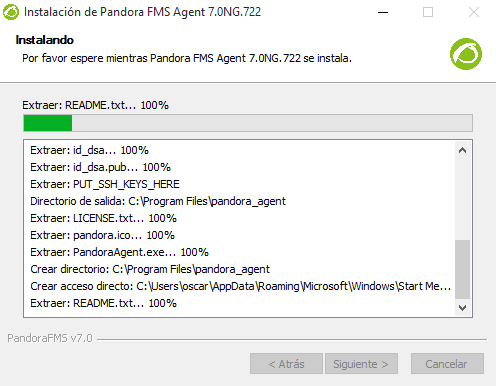 Instalación de Pandora FMS Agent 7.0NG.722
Instalando
Por favor espere mientras Pandora FMS Agent 7.0NG.722 se instala.
Extraer: README.txt... 100%
Extraer: id_dsa... 100%
Extraer: id_dsa.pub... 100%
Extraer: PUT_SSH_KEYS_HERE
Directorio de salida: C:\Program Files\pandora_agent
Extraer: LICENSE.txt... 100%
Extraer: pandora.ico... 100%
Extraer: PandoraAgent.exe... 100%
Crear directorio: C:\Program Files\pandora_agent
Crear acceso directo: C:\Users\oscar\AppData\Roaming\Microsoft\Windows\Start Me...
Extraer: README.txt... 100%
PandoraFMS v7.0
< Atrás
Siguiente >
Cancelar